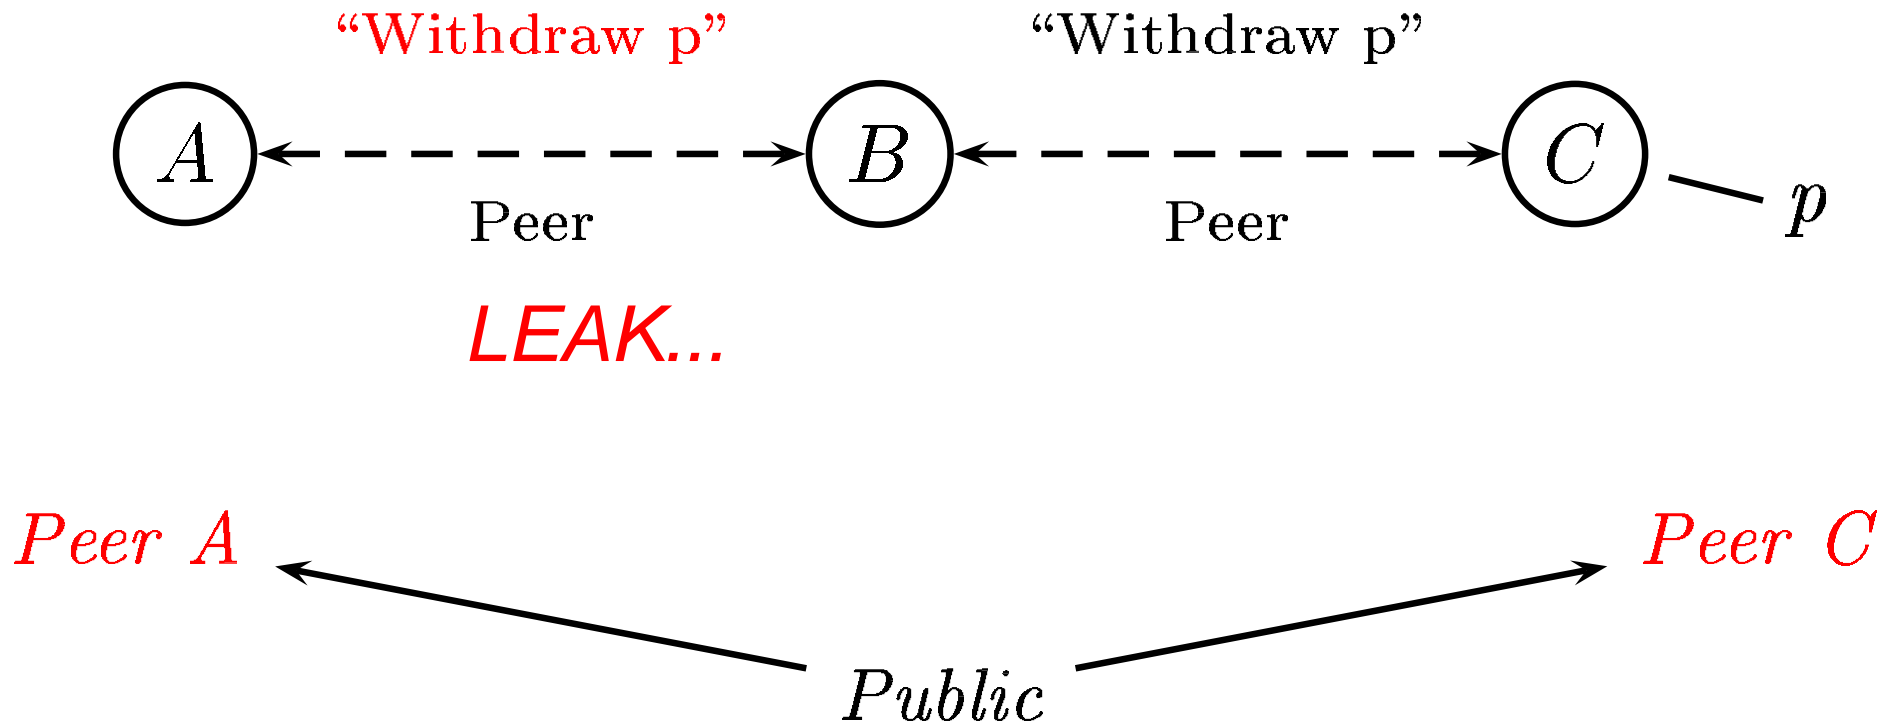 “Withdraw p” “Withdraw p”
A B C
p
Peer Peer
LEAK...
Peer A Peer C
Public